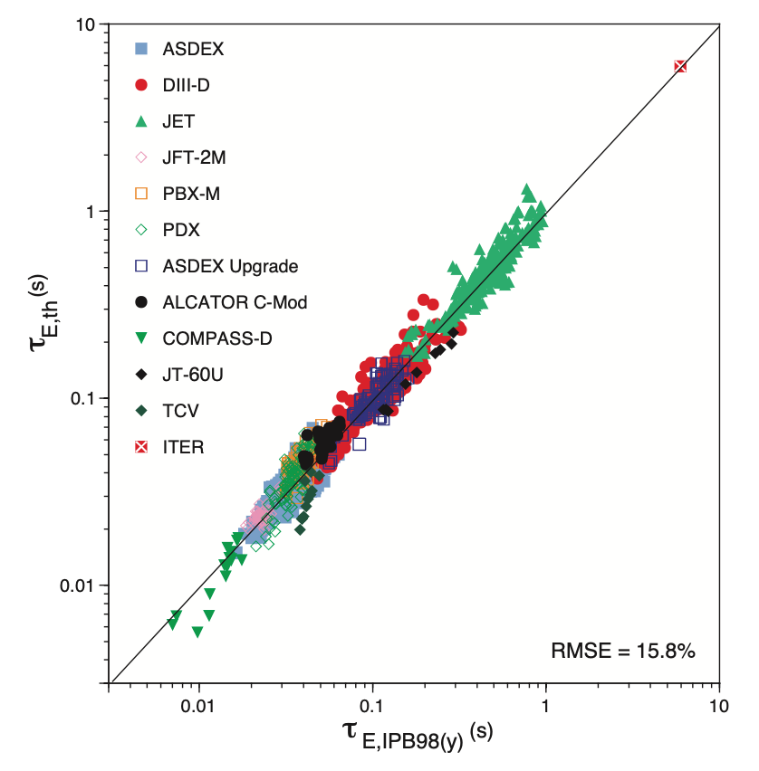 10
ASDEX
DIII-D
JET
JFT-2M
PBX-M
PDX
ASDEX Upgrade
ALCATOR C-Mod
COMPASS-D
JT-60U
TCV
ITER
1
0.1
0.01
τE,th (s)
RMSE = 15.8%
0.01 0.1 1 10
τE,IPB98(y) (s)